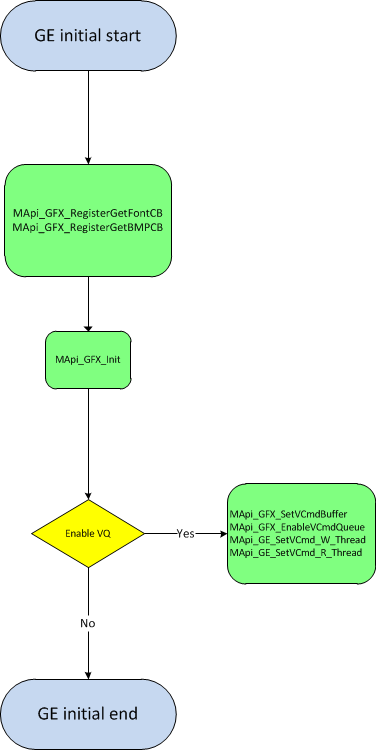 GE initial start
MApi_GFX_RegisterGetFontCB
MApi_GFX_RegisterGetBMPCB
MApi_GFX_Init
Enable VQ
Yes
MApi_GFX_SetVCmdBuffer
MApi_GFX_EnableVCmdQueue
MApi_GE_SetVCmd_W_Thread
MApi_GE_SetVCmd_R_Thread
No
GE initial end